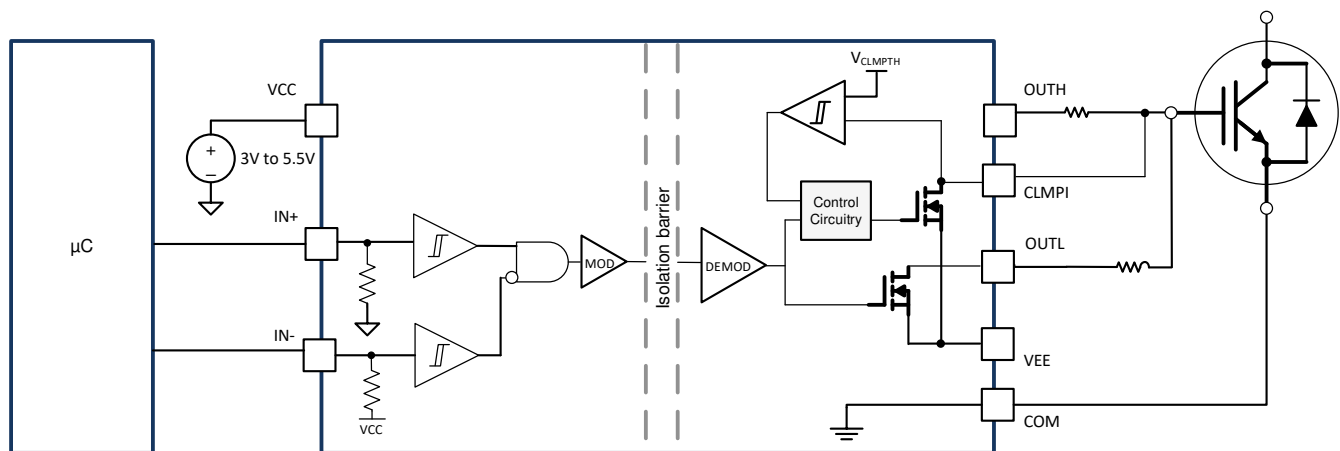 µC
VCC
+
–
3V to 5.5V
IN+
IN-
VCC
MOD
Isolation barrier
DEMOD
VCLMPTH
Control
Circuitry
OUTH
CLMPI
OUTL
VEE
COM